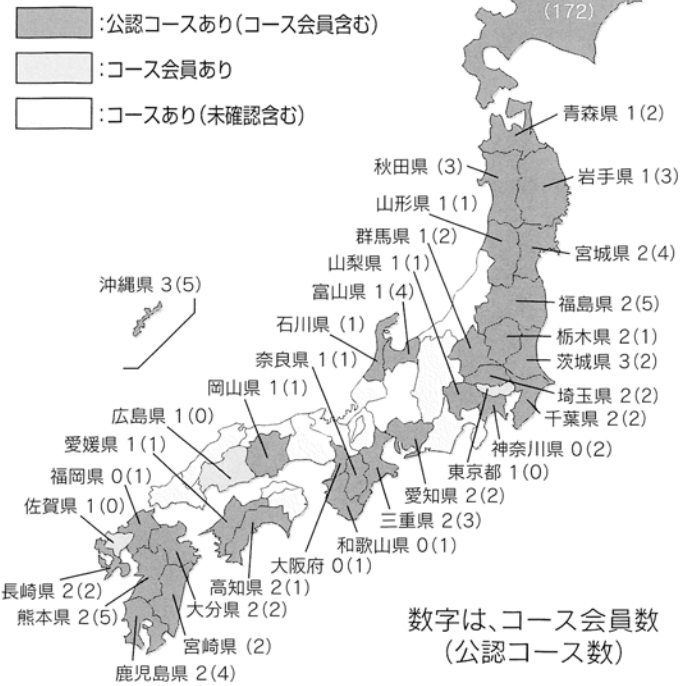 (172)
:公認コースあり(コース会員含む)
:コース会員あり
:コースあり(未確認含む)
青森県 1(2)
秋田県 (3)
岩手県 1(3)
山形県 1(1)
群馬県 1(2)
宮城県 2(4)
山梨県 1(1)
沖縄県 3(5)
富山県 1(4)
福島県 2(5)
石川県 (1)
栃木県 2(1)
奈良県 1(1)
茨城県 3(2)
岡山県 1(1)
埼玉県 2(2)
広島県 1(0)
千葉県 2(2)
愛媛県 1(1)
神奈川県 0(2)
福岡県 0(1)
東京都 1(0)
佐賀県 1(0)
愛知県 2(2)
三重県 2(3)
和歌山県 0(1)
大阪府 0(1)
長崎県 2(2)
高知県 2(1)
熊本県 2(5)
大分県 2(2)
宮崎県 (2)
鹿児島県 2(4)
数字は、コース会員数
(公認コース数)